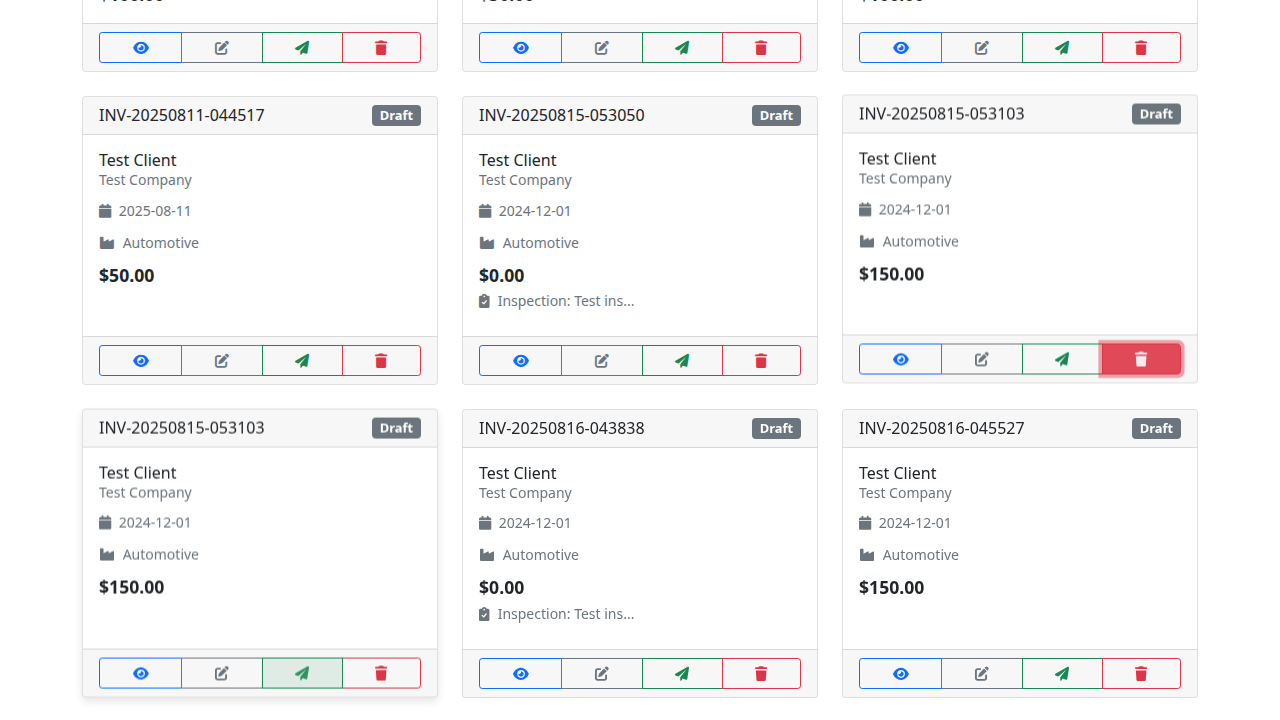 INV-20250811-044517 Draft
Test Client
Test Company
2025-08-11
Automotive
$50.00
INV-20250815-053050 Draft
Test Client
Test Company
2024-12-01
Automotive
$0.00
Inspection: Test ins...
INV-20250815-053103 Draft
Test Client
Test Company
2024-12-01
Automotive
$150.00
INV-20250815-053103 Draft
Test Client
Test Company
2024-12-01
Automotive
$150.00
INV-20250816-043838 Draft
Test Client
Test Company
2024-12-01
Automotive
$0.00
Inspection: Test ins...
INV-20250816-045527 Draft
Test Client
Test Company
2024-12-01
Automotive
$150.00